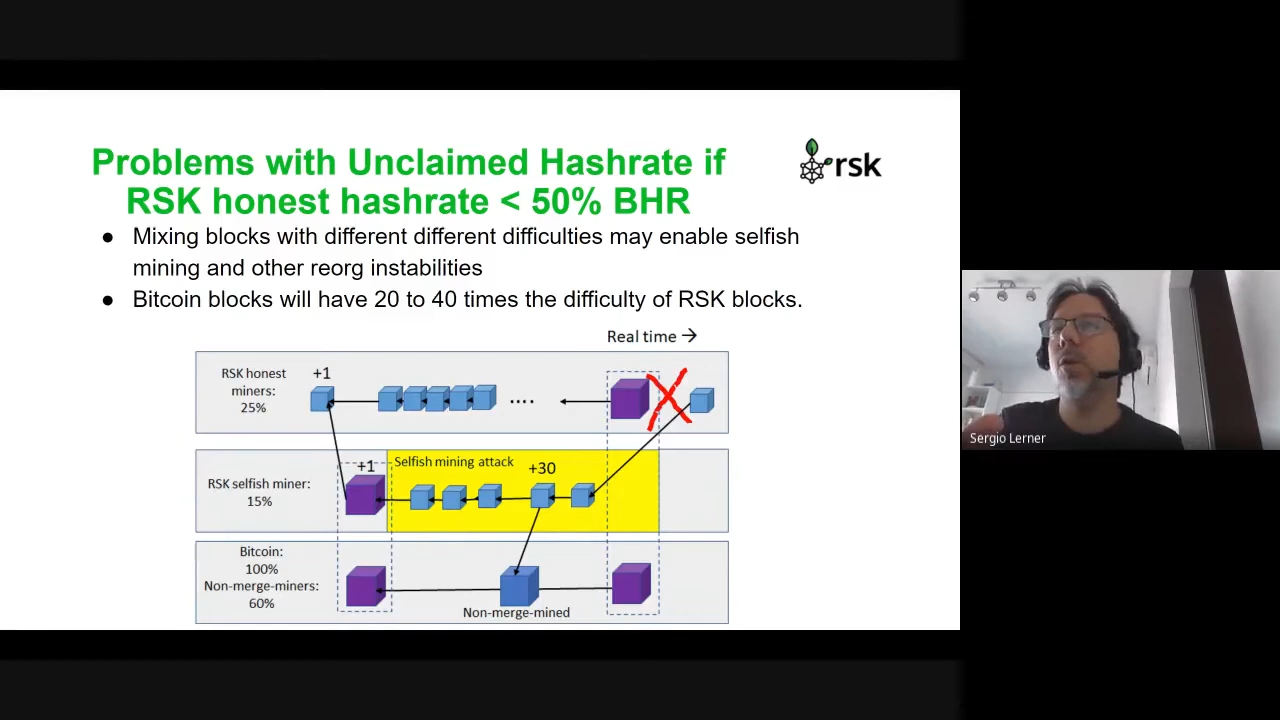 Problems with Unclaimed Hashrate if
RSK honest hashrate < 50% BHR
rsk
● Mixing blocks with different different difficulties may enable selfish
mining and other reorg instabilities
● Bitcoin blocks will have 20 to 40 times the difficulty of RSK blocks.
Real time →
RSK honest
miners:
25%
+1
....
RSK selfish miner:
15%
+1
Selfish mining attack
+30
Bitcoin:
100%
Non-merge-miners:
60%
Non-merge-mined
Sergio Lerner